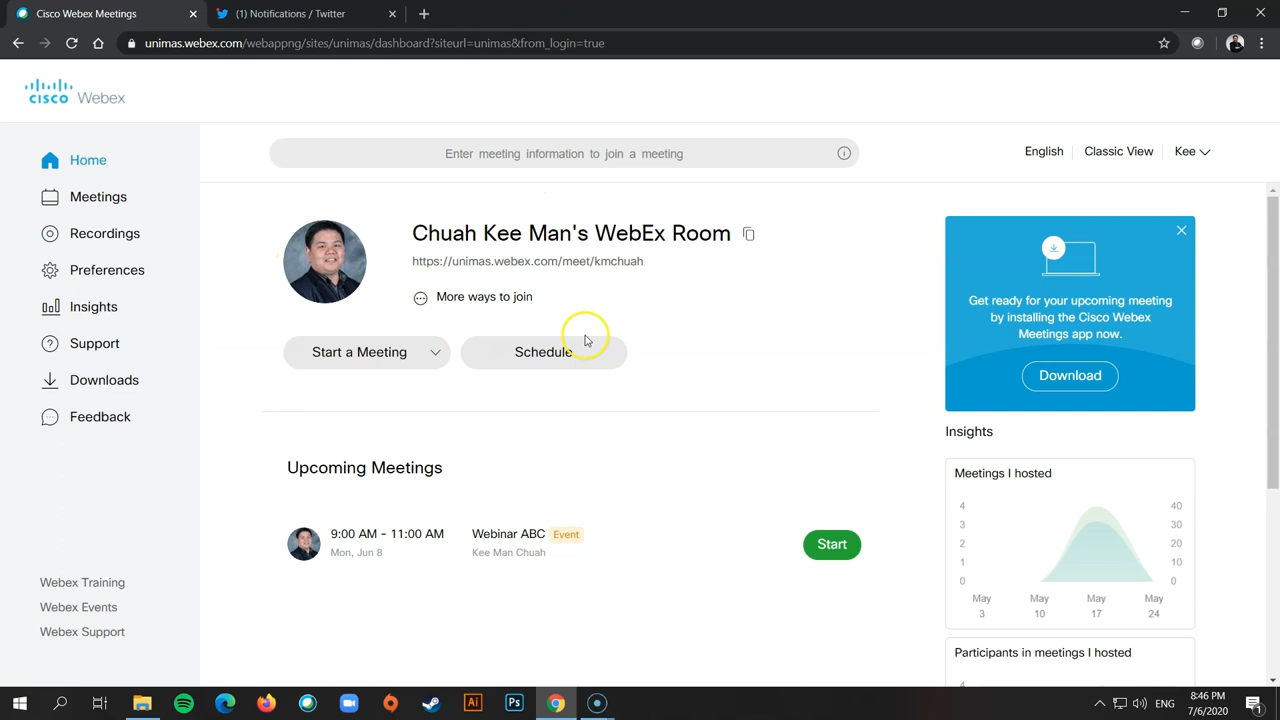 Cisco Webex Meetings
(1) Notifications / Twitter
unimas.webex.com/webappng/sites/unimas/dashboard?siteurl=unimas&from_login=true
cisco Webex
Enter meeting information to join a meeting
English
Classic View
Kee
Home
Meetings
Recordings
Preferences
Insights
Support
Downloads
Feedback
Webex Training
Webex Events
Webex Support
Chuah Kee Man's WebEx Room
https://unimas.webex.com/meet/kmchuah
More ways to join
Start a Meeting
Schedule
Upcoming Meetings
9:00 AM - 11:00 AM
Mon, Jun 8
Webinar ABC Event
Kee Man Chuah
Start
Get ready for your upcoming meeting
by installing the Cisco Webex
Meetings app now.
Download
Insights
Meetings I hosted
4 40
3 30
2 20
1 10
0 0
May May May May
3 10 17 24
Participants in meetings I hosted
4
Ai
Ps
ENG
8:46 PM
7/6/2020
1